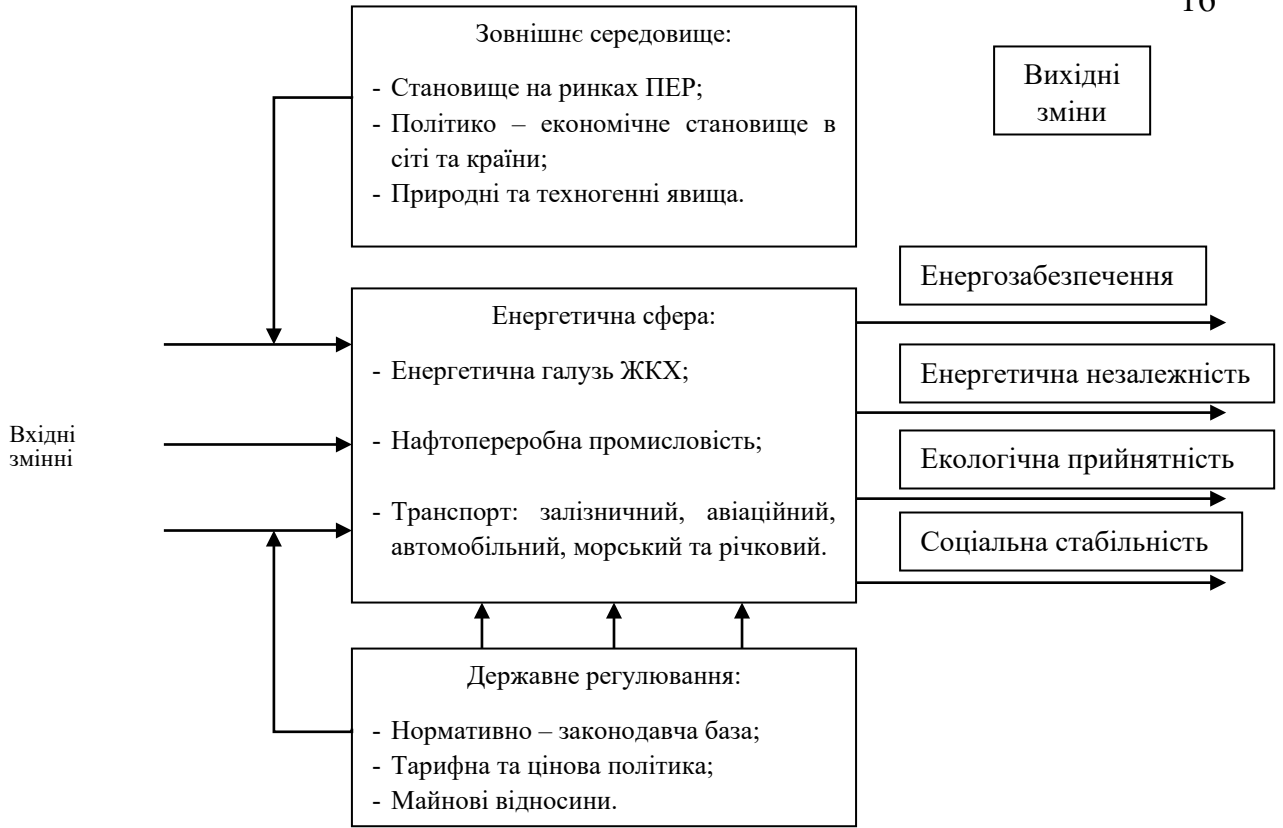 16
Зовнішнє середовище:
- Становище на ринках ПЕР;
- Політико – економічне становище в
сіті та країни;
- Природні та техногенні явища.
Вихідні
зміни
Енергозабезпечення
Енергетична сфера:
- Енергетична галузь ЖКХ;
- Нафтопереробна промисловість;
- Транспорт: залізничний, авіаційний,
автомобільний, морський та річковий.
Енергетична незалежність
Вхідні
змінні
Екологічна прийнятність
Соціальна стабільність
Державне регулювання:
- Нормативно – законодавча база;
- Тарифна та цінова політика;
- Майнові відносини.